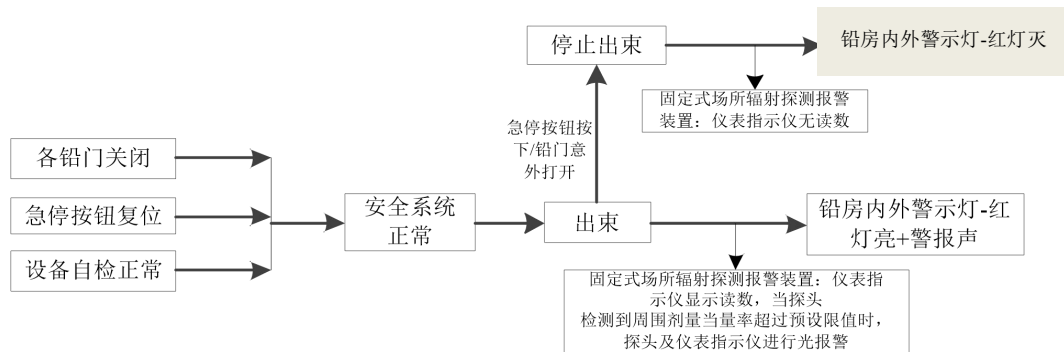 停止出束
铅房内外警示灯-红灯灭
固定式场所辐射探测报警
装置：仪表指示仪无读数
急停按钮按
下/铅门意
外打开
各铅门关闭
急停按钮复位
设备自检正常
安全系统
正常
出束
铅房内外警示灯-红
灯亮+警报声
固定式场所辐射探测报警装置：仪表指
示仪显示读数，当探头
检测到周围剂量当量率超过预设限值时，
探头及仪表指示仪进行光报警